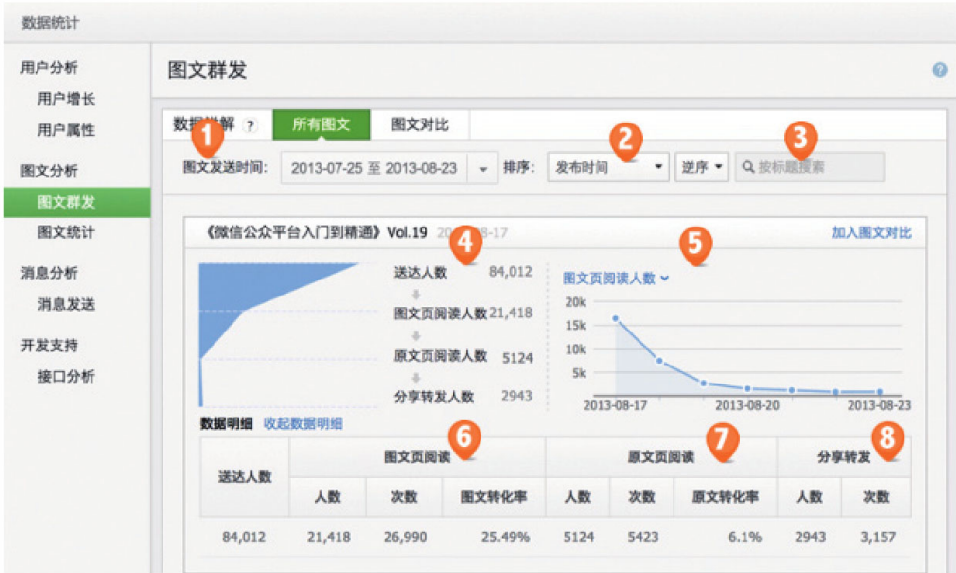 数据统计
用户分析
用户增长
用户属性
图文分析
图文群发
图文统计
消息分析
消息发送
开发支持
接口分析
图文群发 ?
数据 解 ? 所有图文 图文对比
1 2 3
图文发送时间: 2013-07-25 至 2013-08-23 排序: 发布时间 逆序 按标题搜索
《微信公众平台入门到精通》Vol.19 -17 加入图文对比
4 5
送达人数 84,012
图文页阅读人数 21,418
原文页阅读人数 5124
分享转发人数 2943
图文页阅读人数
20k
15k
10k
5k
2013-08-17 2013-08-20 2013-08-23
数据明细 收起数据明细
6 7 8
送达人数 图文页阅读 原文页阅读 分享转发
人数 次数 图文转化率 人数 次数 原文转化率 人数 次数
84,012 21,418 26,990 25.49% 5124 5423 6.1% 2943 3,157